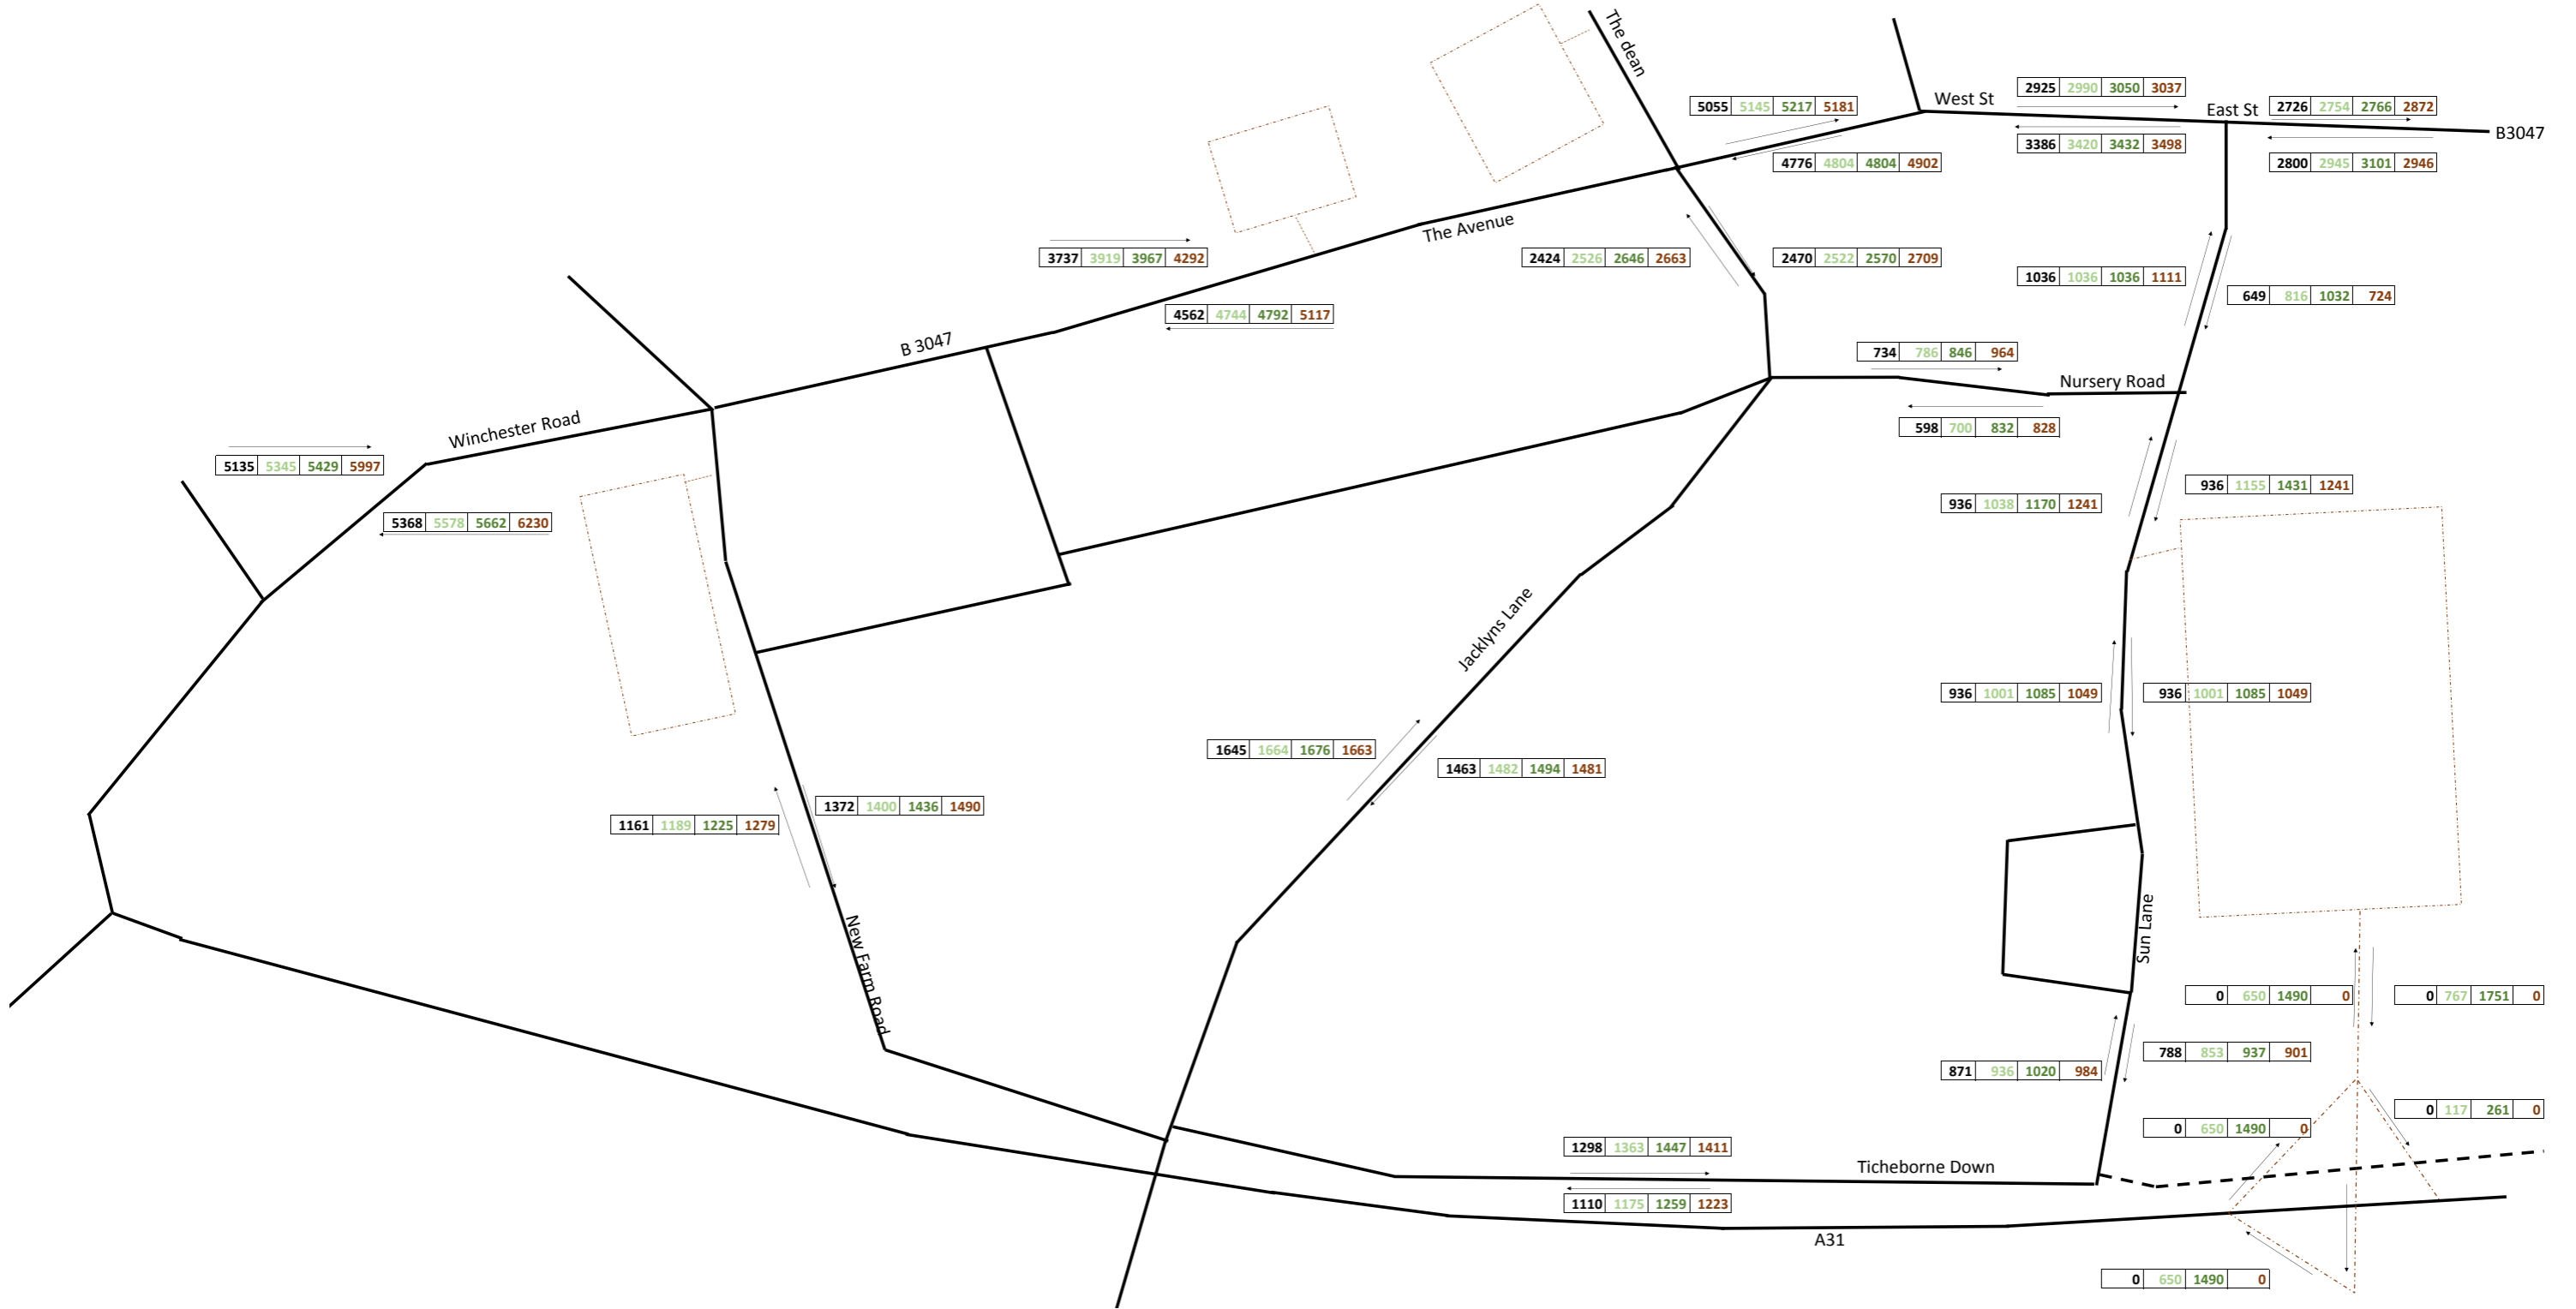 The dean
2925 2990 3050 3037
5055 5145 5217 5181
West St
East St
2726 2754 2766 2872
B3047
3386 3420 3432 3498
4776 4804 4804 4902
2800 2945 3101 2946
The Avenue
3737 3919 3967 4292
2424 2526 2646 2663
2470 2522 2570 2709
1036 1036 1036 1111
649 816 1032 724
4562 4744 4792 5117
B 3047
734 786 846 964
Nursery Road
Winchester Road
598 700 832 828
5135 5345 5429 5997
936 1155 1431 1241
936 1038 1170 1241
5368 5578 5662 6230
Jacklyns Lane
936 1001 1085 1049
936 1001 1085 1049
1645 1664 1676 1663
1463 1482 1494 1481
1372 1400 1436 1490
1161 1189 1225 1279
New Farm Road
Sun Lane
0 650 1490 0
0 767 1751 0
788 853 937 901
871 936 1020 984
0 117 261 0
0 650 1490 0
1298 1363 1447 1411
Ticheborne Down
1110 1175 1259 1223
A31
0 650 1490 0